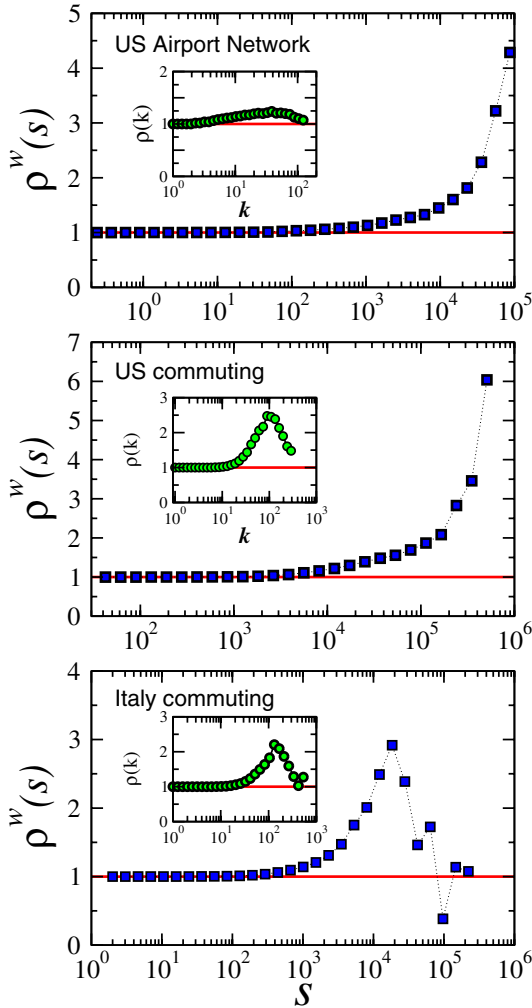 US Airport Network
ρ^w(s)
5
4
3
2
1
0
10^0 10^1 10^2 10^3 10^4 10^5
ρ(k)
2
1
0
10^0 10^1 10^2
k
US commuting
ρ^w(s)
7
6
5
4
3
2
1
0
10^2 10^3 10^4 10^5 10^6
ρ(k)
3
2
1
0
10^0 10^1 10^2 10^3
k
Italy commuting
ρ^w(s)
4
3
2
1
0
10^0 10^1 10^2 10^3 10^4 10^5 10^6
ρ(k)
3
2
1
0
10^0 10^1 10^2 10^3
s